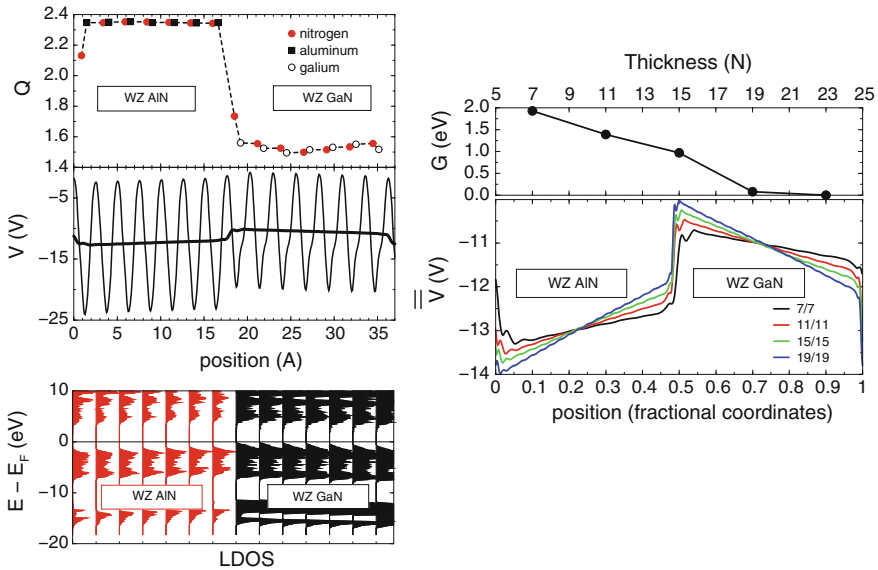 2.4
2.2
2.0
1.8
1.6
1.4
Q
nitrogen
aluminum
galium
WZ AlN
WZ GaN
−5
−15
−25
V (V)
0 5 10 15 20 25 30 35
position (A)
10
0
−10
−20
E − E_F (eV)
WZ AlN
WZ GaN
LDOS
Thickness (N)
5 7 9 11 13 15 17 19 21 23 25
2.0
1.5
1.0
0.5
0.0
G (eV)
−11
−12
−13
−14
V (V)
WZ AlN
WZ GaN
7/7
11/11
15/15
19/19
0 0.1 0.2 0.3 0.4 0.5 0.6 0.7 0.8 0.9 1
position (fractional coordinates)